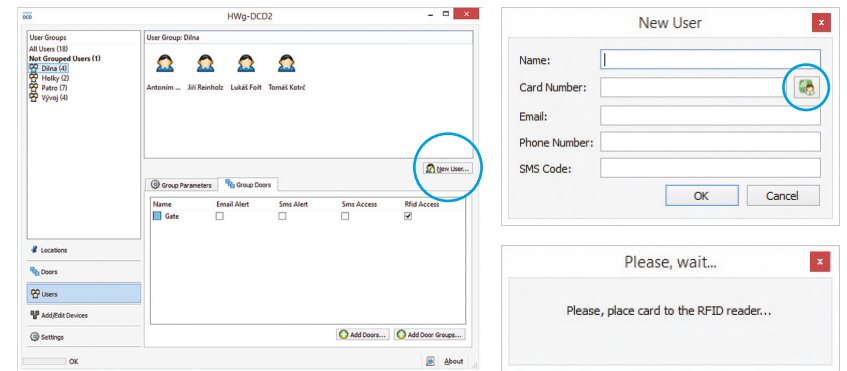 DCD
HWg-DCD2
User Groups
All Users (18)
Not Grouped Users (1)
Dílna (4)
Holky (2)
Patro (7)
Vývoj (4)
User Group: Dílna
Antoním ... Jiří Reinholz Lukáš Foit Tomáš Kotrč
New User...
Group Parameters Group Doors
Name Email Alert Sms Alert Sms Access Rfid Access
Gate
Locations
Doors
Users
Add/Edit Devices
Settings
Add Doors... Add Door Groups...
OK
About
New User
Name:
Card Number:
Email:
Phone Number:
SMS Code:
OK Cancel
Please, wait...
x
Please, place card to the RFID reader...